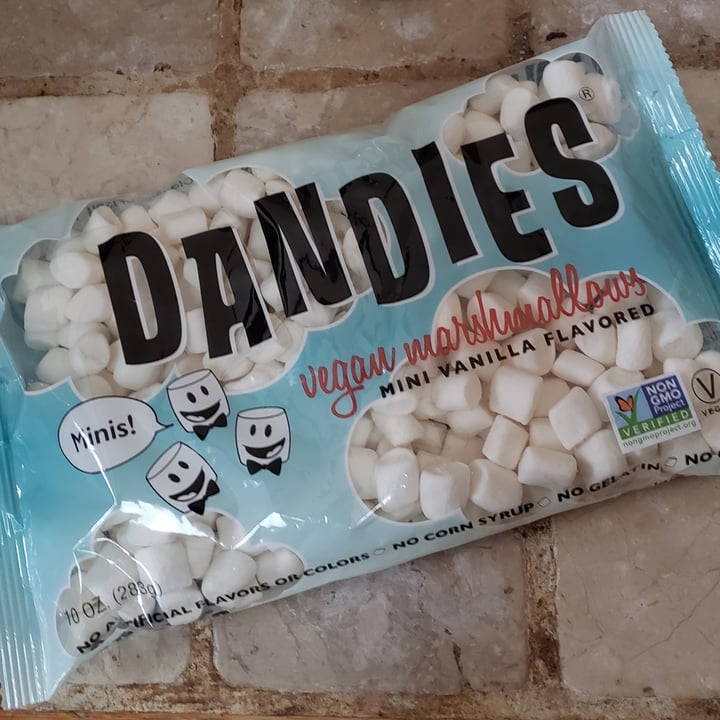 DANDIES®
vegan marshmallows
MINI VANILLA FLAVORED
Minis!
NON
GMO
Project
VERIFIED
nongmoproject.org
V
10 OZ. (283g)
NO ARTIFICIAL FLAVORS OR COLORS ◇ NO CORN SYRUP ◇ NO GELATIN ◇ NO